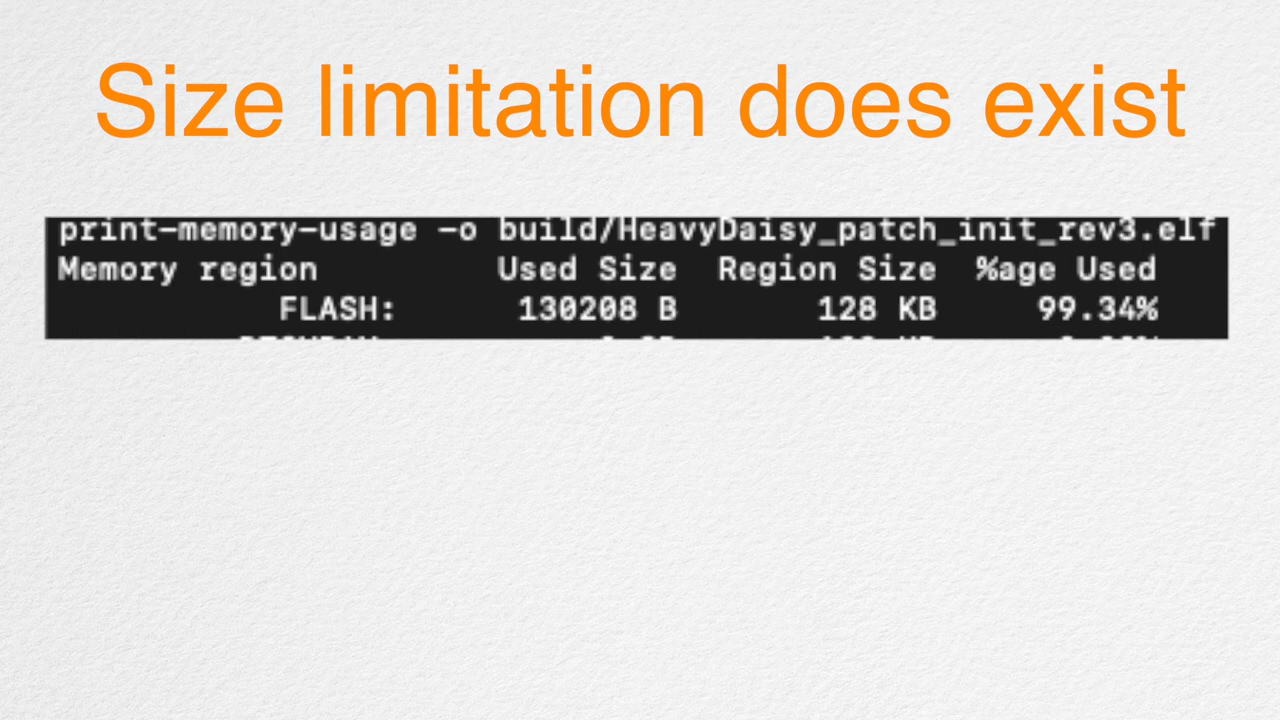 Size limitation does exist
print-memory-usage -o build/HeavyDaisy_patch_init_rev3.elf
Memory region Used Size Region Size %age Used
FLASH: 130208 B 128 KB 99.34%